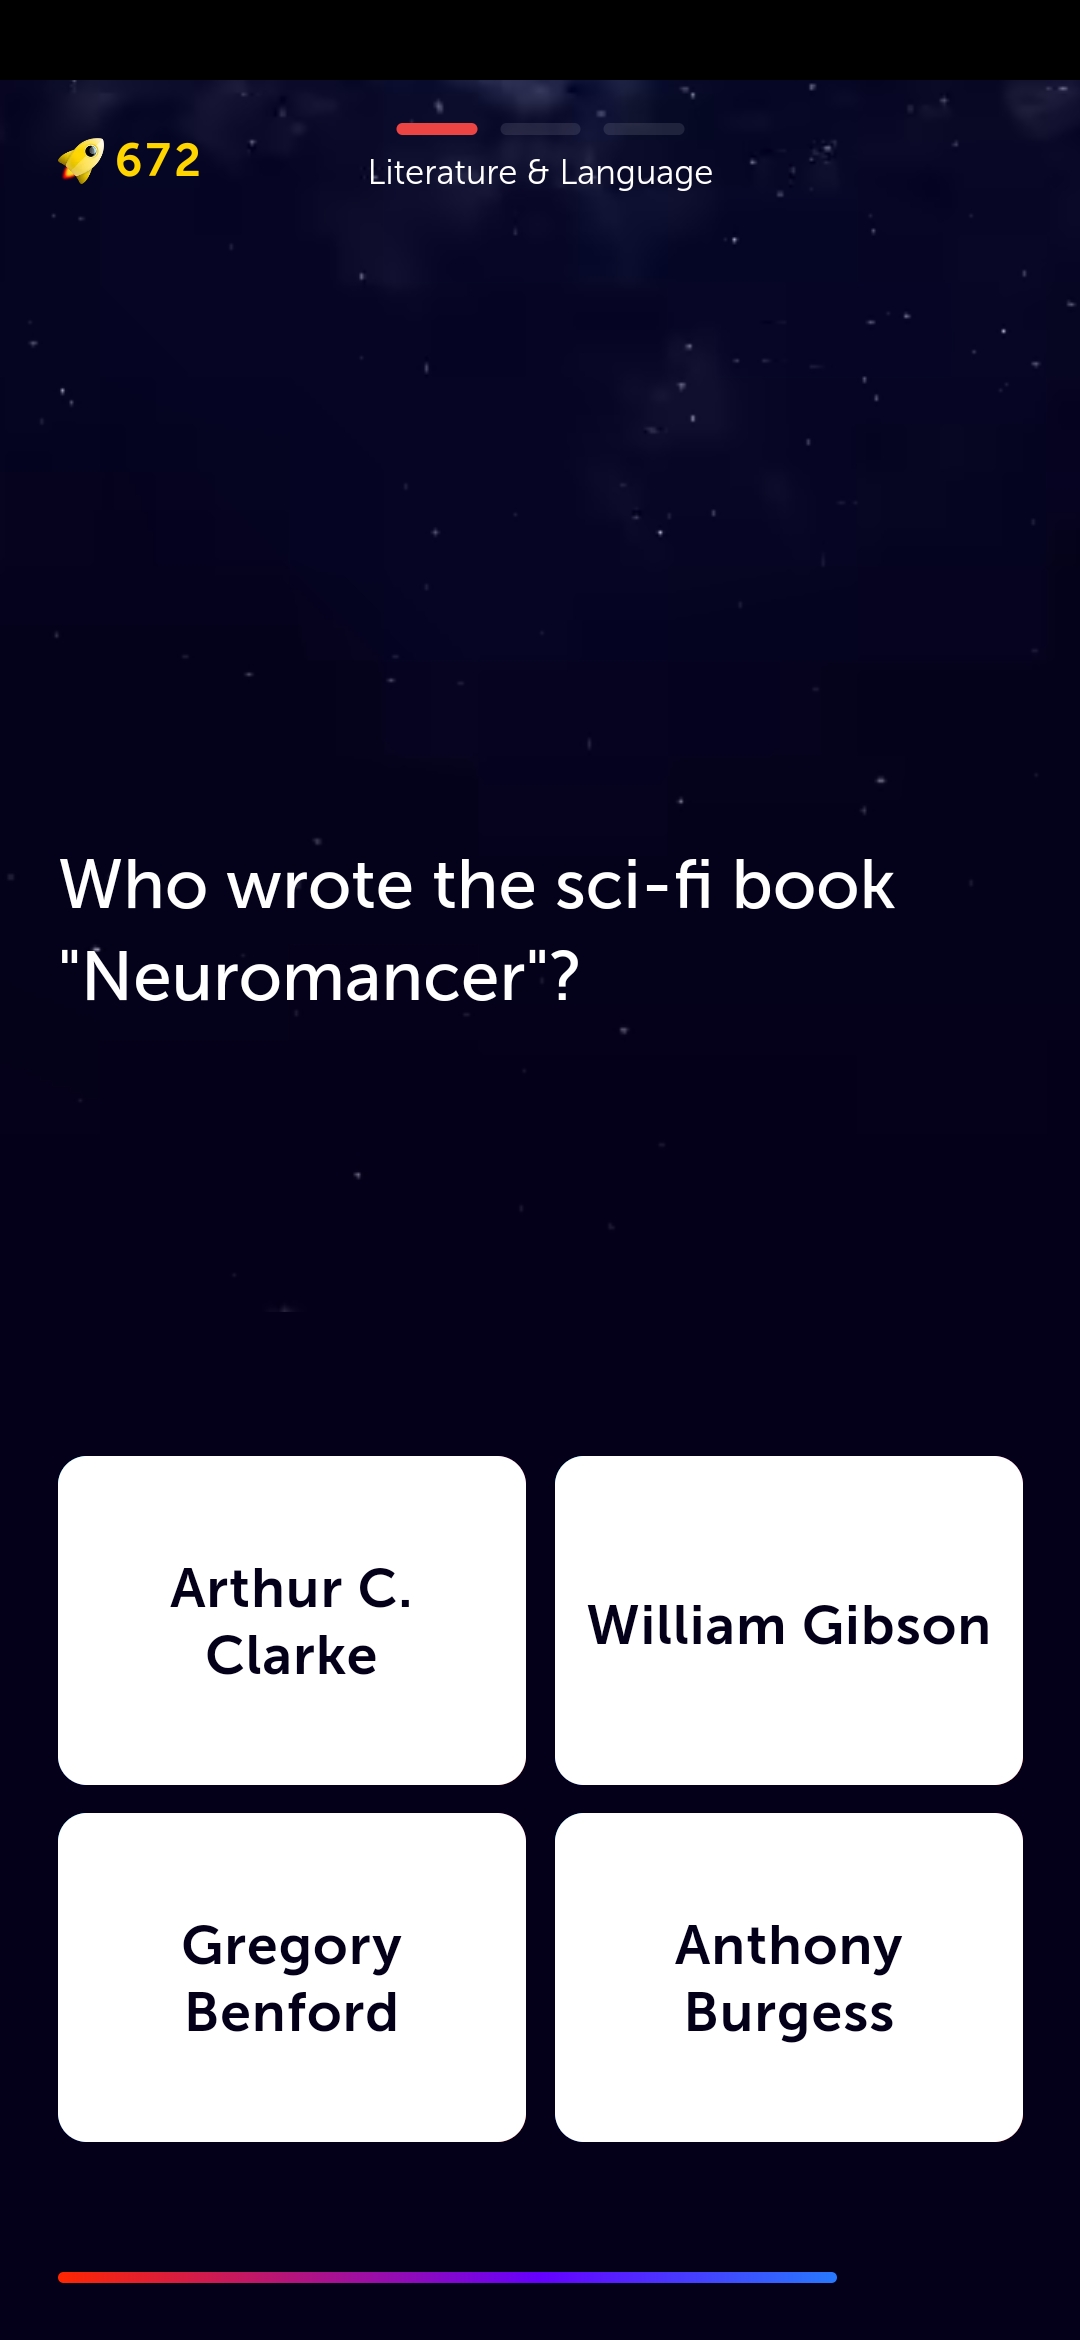 672
Literature & Language
Who wrote the sci-fi book
"Neuromancer"?
Arthur C.
Clarke
William Gibson
Gregory
Benford
Anthony
Burgess